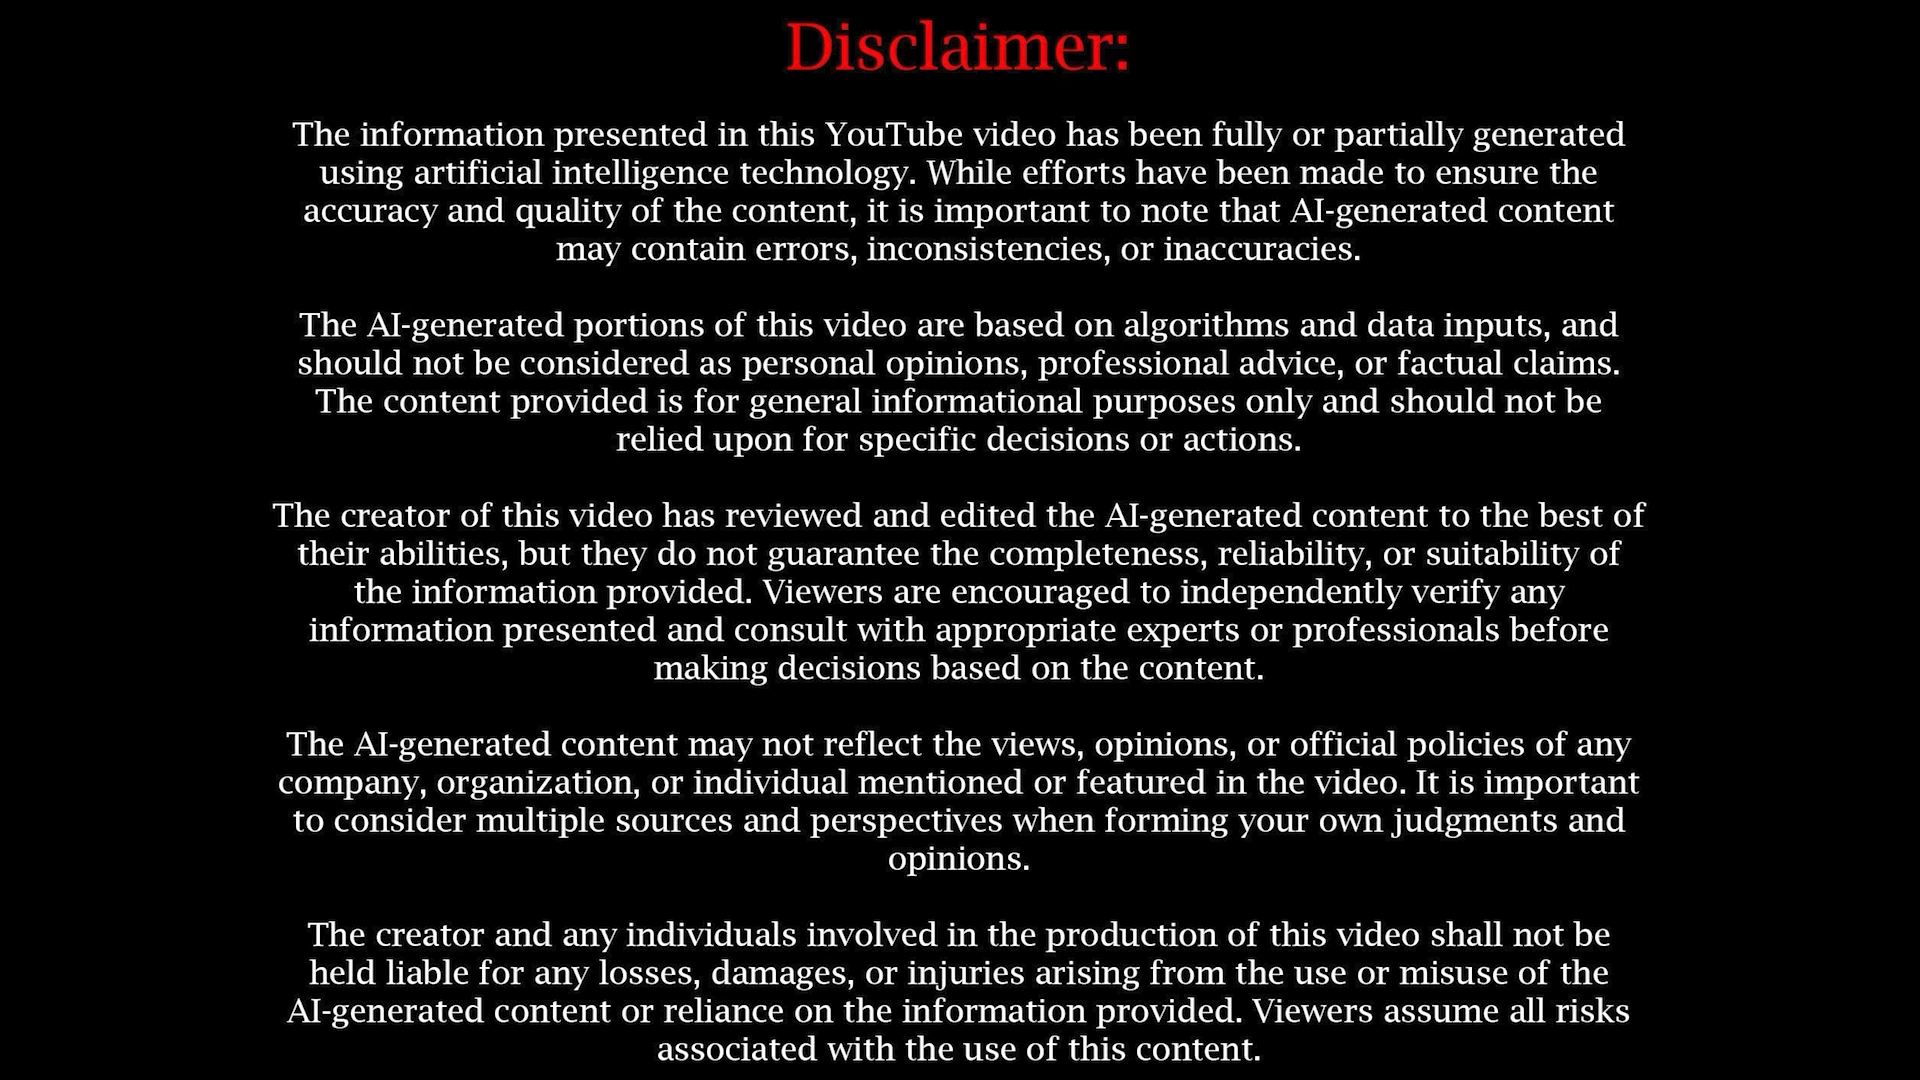 Disclaimer:
The information presented in this YouTube video has been fully or partially generated
using artificial intelligence technology. While efforts have been made to ensure the
accuracy and quality of the content, it is important to note that AI-generated content
may contain errors, inconsistencies, or inaccuracies.
The AI-generated portions of this video are based on algorithms and data inputs, and
should not be considered as personal opinions, professional advice, or factual claims.
The content provided is for general informational purposes only and should not be
relied upon for specific decisions or actions.
The creator of this video has reviewed and edited the AI-generated content to the best of
their abilities, but they do not guarantee the completeness, reliability, or suitability of
the information provided. Viewers are encouraged to independently verify any
information presented and consult with appropriate experts or professionals before
making decisions based on the content.
The AI-generated content may not reflect the views, opinions, or official policies of any
company, organization, or individual mentioned or featured in the video. It is important
to consider multiple sources and perspectives when forming your own judgments and
opinions.
The creator and any individuals involved in the production of this video shall not be
held liable for any losses, damages, or injuries arising from the use or misuse of the
AI-generated content or reliance on the information provided. Viewers assume all risks
associated with the use of this content.